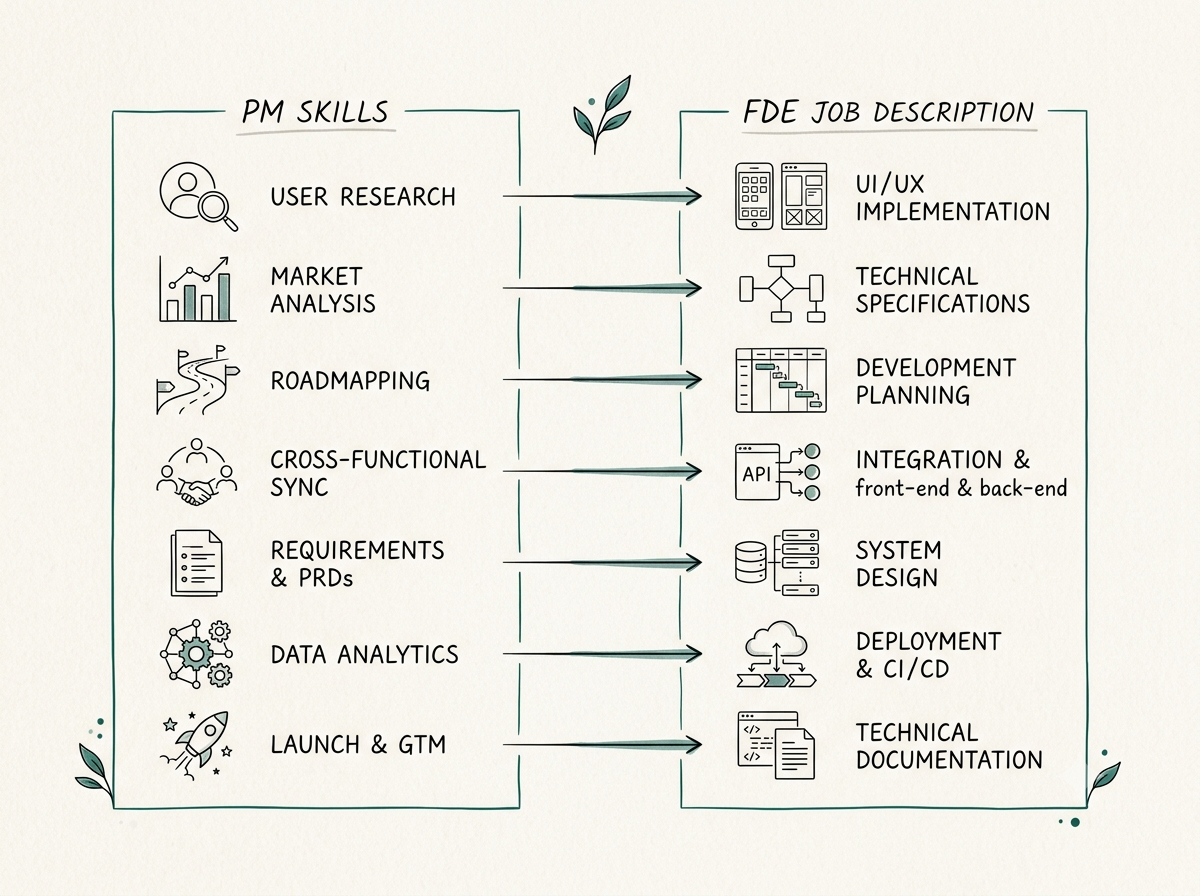 PM SKILLS
USER RESEARCH
MARKET
ANALYSIS
ROADMAPPING
CROSS-FUNCTIONAL
SYNC
REQUIREMENTS
& PRDs
DATA ANALYTICS
LAUNCH & GTM
FDE JOB DESCRIPTION
UI/UX
IMPLEMENTATION
TECHNICAL
SPECIFICATIONS
DEVELOPMENT
PLANNING
API
INTEGRATION &
front-end & back-end
SYSTEM
DESIGN
DEPLOYMENT
& CI/CD
</>
</>
TECHNICAL
DOCUMENTATION